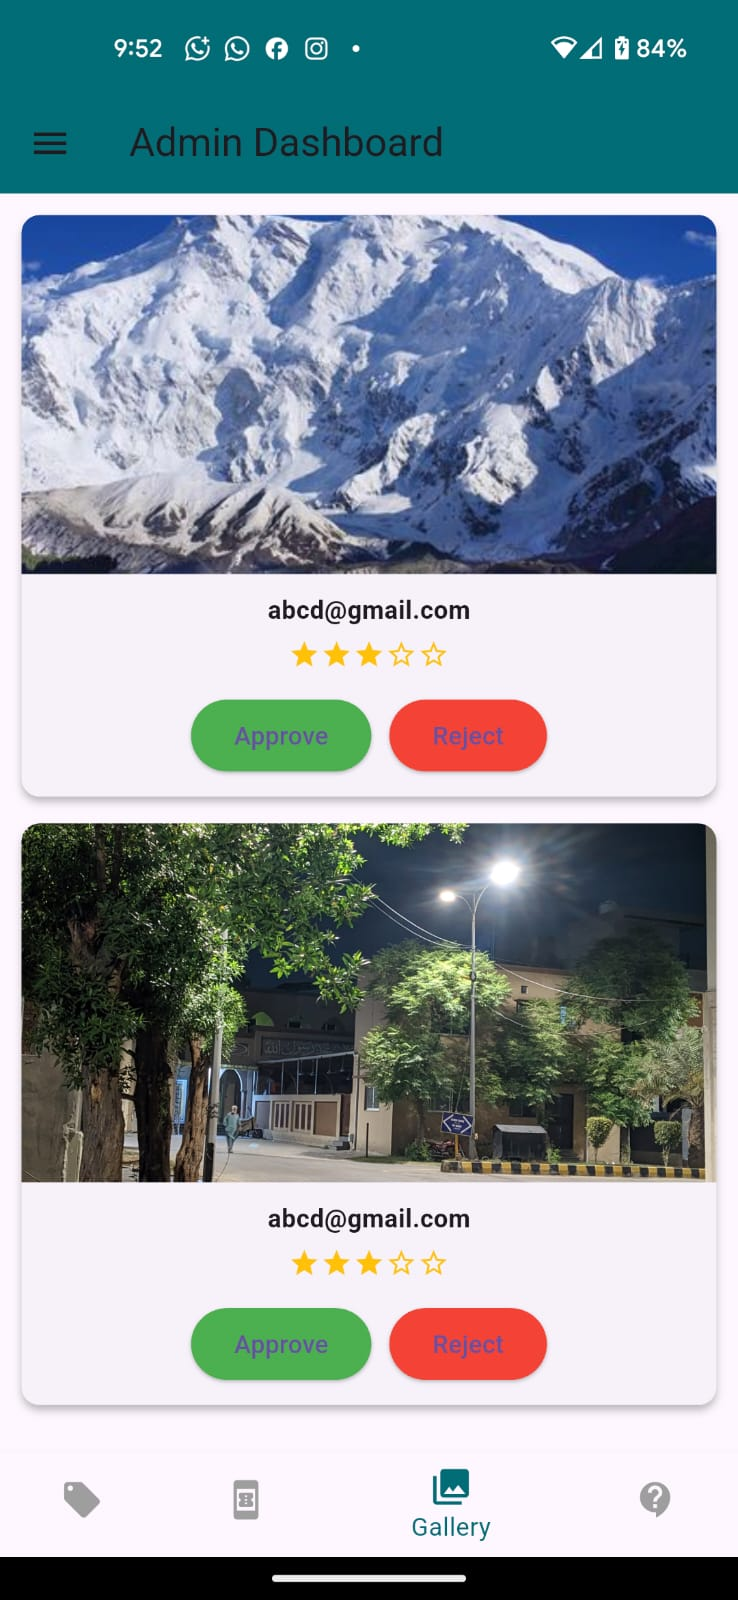 9:52
84%
Admin Dashboard
abcd@gmail.com
Approve
Reject
abcd@gmail.com
Approve
Reject
Gallery